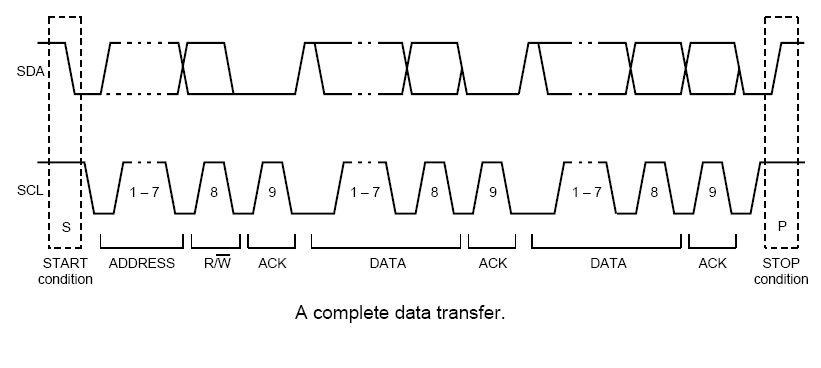 SDA
SCL
1 – 7 8 9 1 – 7 8 9 1 – 7 8 9
S P
START condition ADDRESS R/W̅ ACK DATA ACK DATA ACK STOP condition
A complete data transfer.